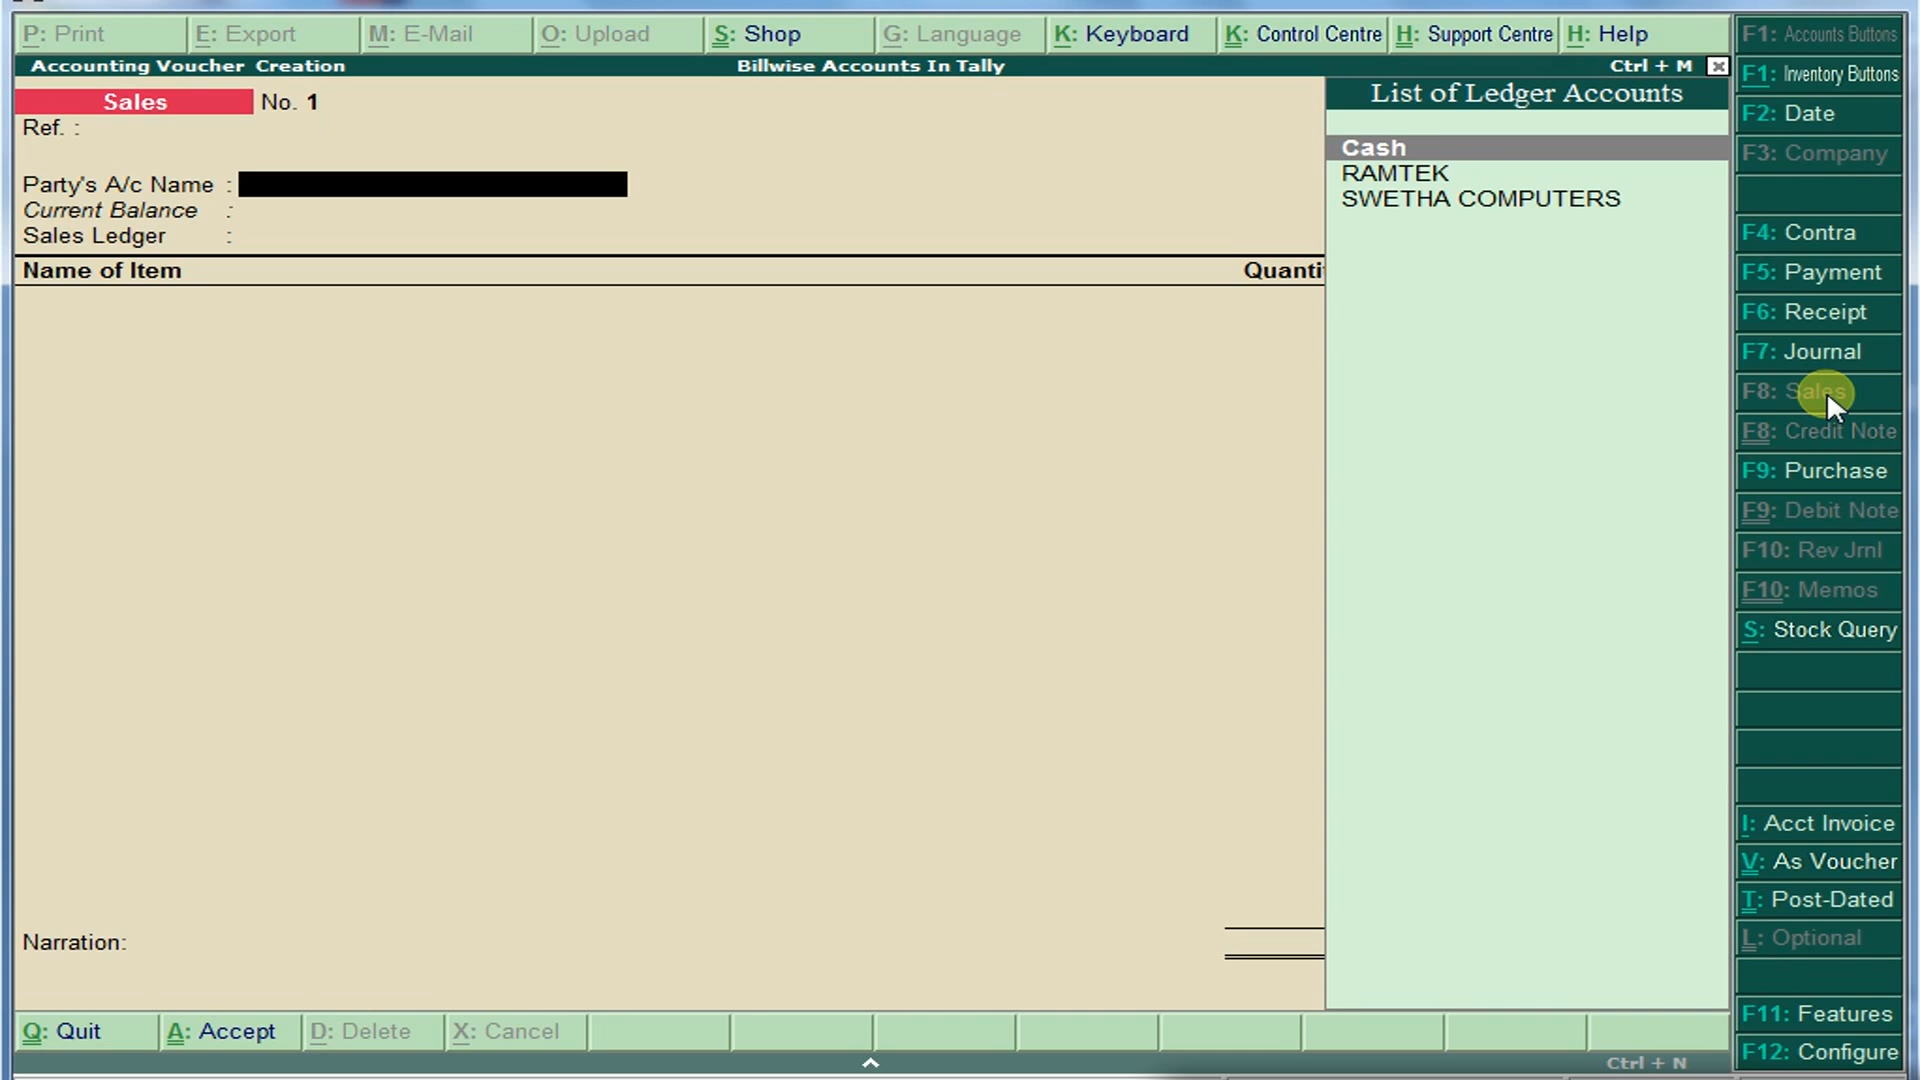 P: Print E: Export M: E-Mail O: Upload S: Shop G: Language K: Keyboard K: Control Centre H: Support Centre H: Help
Accounting Voucher Creation Billwise Accounts In Tally Ctrl + M
Sales No. 1
Ref. :
Party's A/c Name :
Current Balance :
Sales Ledger :
Name of Item Quanti
Narration:
List of Ledger Accounts
Cash
RAMTEK
SWETHA COMPUTERS
F1: Accounts Buttons
F1: Inventory Buttons
F2: Date
F3: Company
F4: Contra
F5: Payment
F6: Receipt
F7: Journal
F8: Sales
F8: Credit Note
F9: Purchase
F9: Debit Note
F10: Rev Jrnl
F10: Memos
S: Stock Query
I: Acct Invoice
V: As Voucher
T: Post-Dated
L: Optional
F11: Features
F12: Configure
Q: Quit A: Accept D: Delete X: Cancel
Ctrl + N